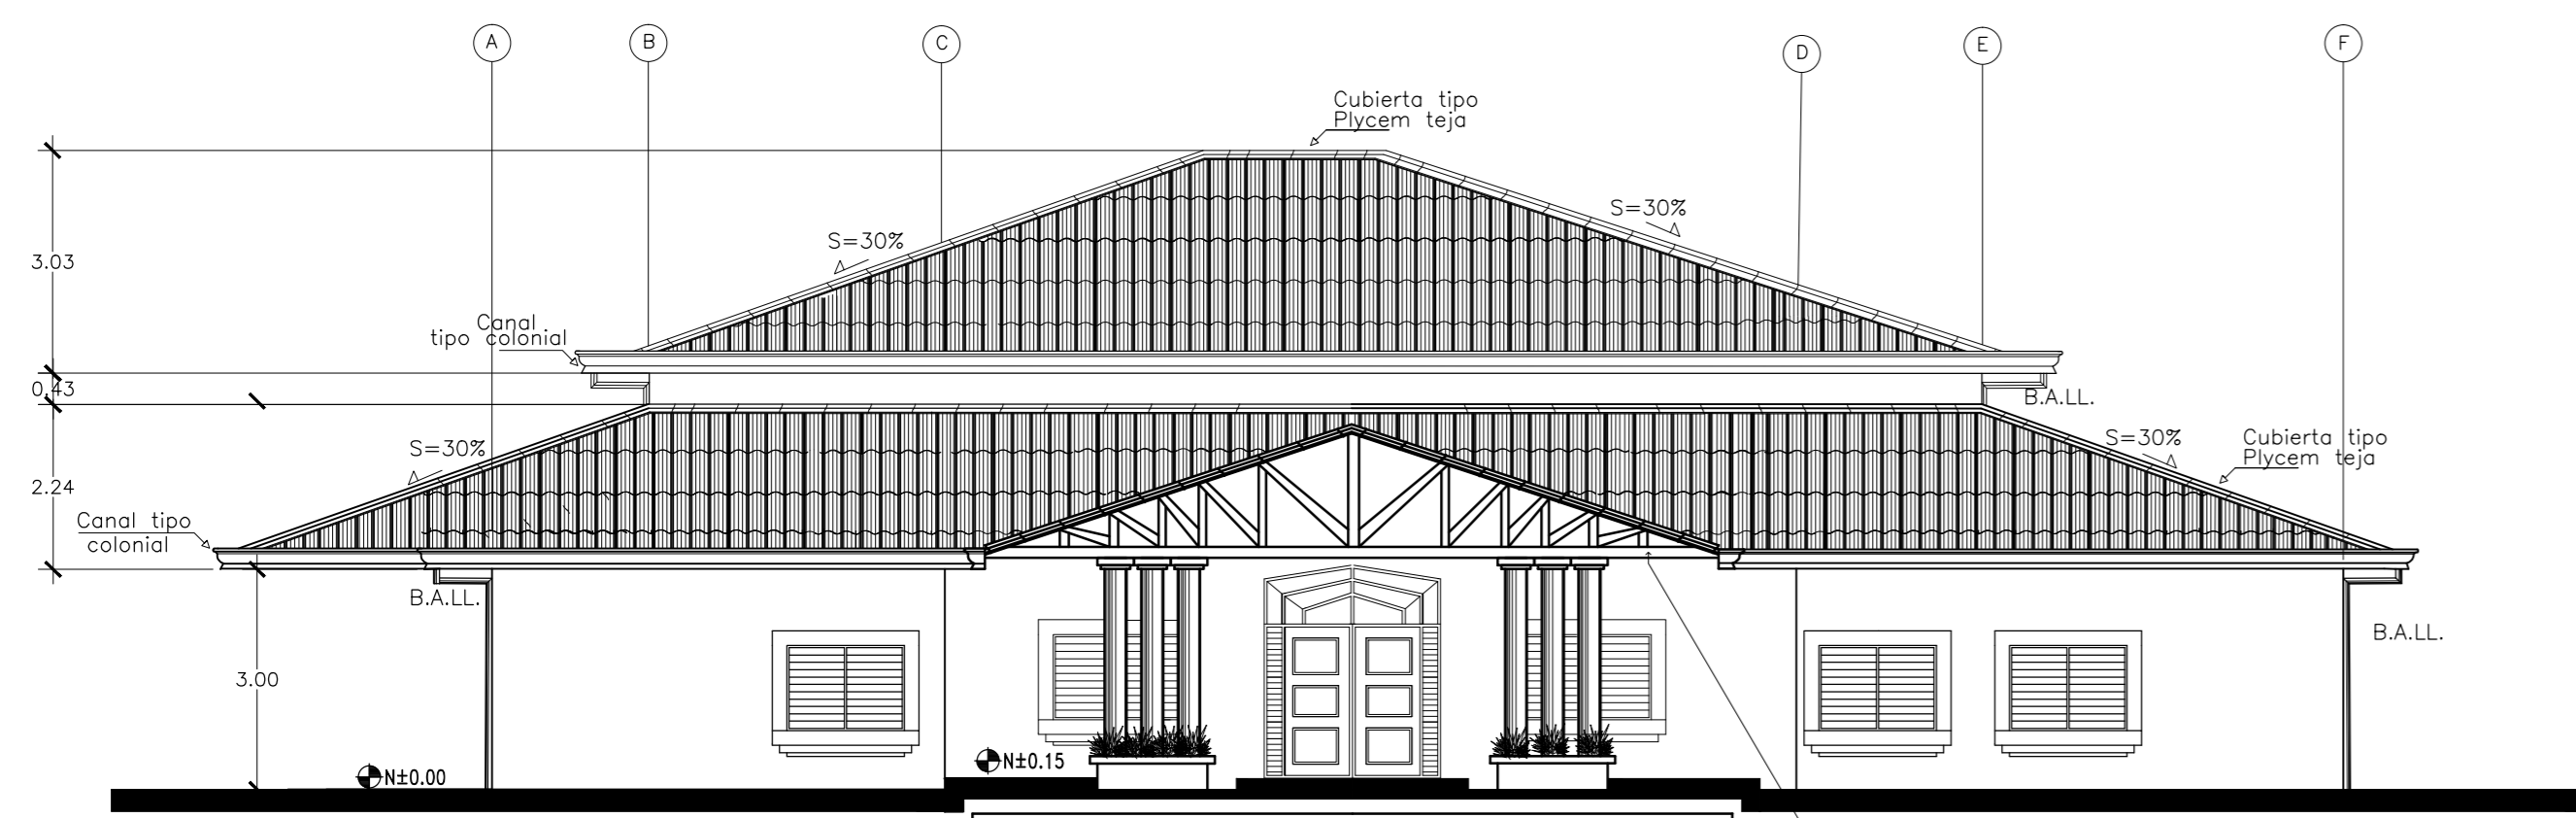 A
B
C
D
E
F
Cubierta tipo
Plycem teja
S=30%
S=30%
3.03
Canal
tipo colonial
0.43
B.A.LL.
S=30%
S=30%
Cubierta tipo
Plycem teja
2.24
Canal tipo
colonial
B.A.LL.
B.A.LL.
3.00
N±0.15
N±0.00